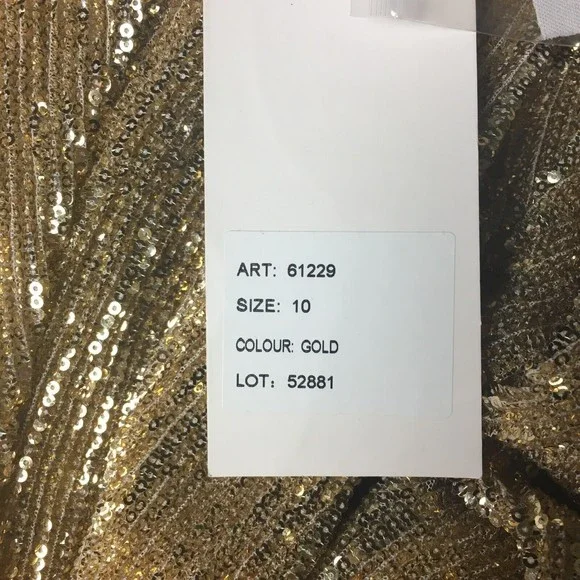 ART: 61229
SIZE: 10
COLOUR: GOLD
LOT: 52881